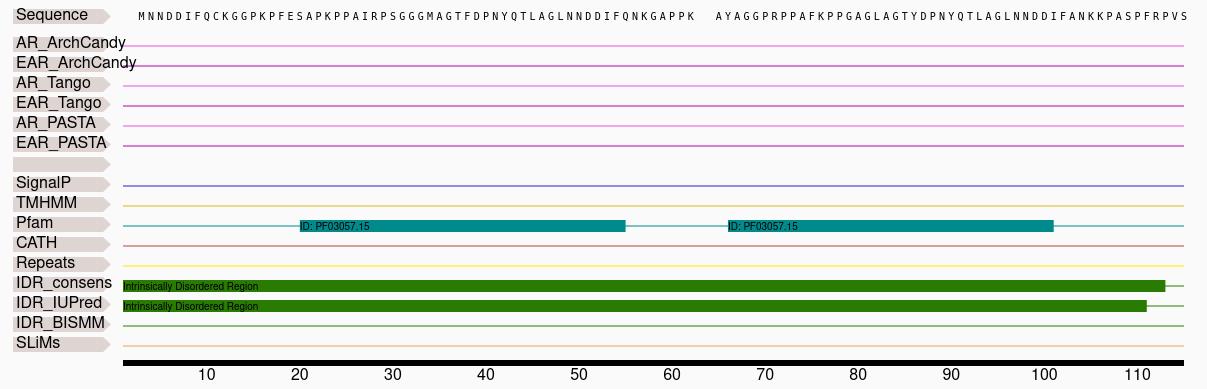 Sequence MNNDDIFQCKGGPKPFESAPKPPAIRPSGGGMAGTFDPNYQTLAGLNNDDIFQNKGAPPK AYAGGPRPPAFKPPGAGLAGTYDPNYQTLAGLNNDDIFANKKPASPFRPVS
AR_ArchCandy
EAR_ArchCandy
AR_Tango
EAR_Tango
AR_PASTA
EAR_PASTA
SignalP
TMHMM
Pfam ID: PF03057.15 ID: PF03057.15
CATH
Repeats
IDR_consens Intrinsically Disordered Region
IDR_IUPred Intrinsically Disordered Region
IDR_BISMM
SLiMs
10 20 30 40 50 60 70 80 90 100 110